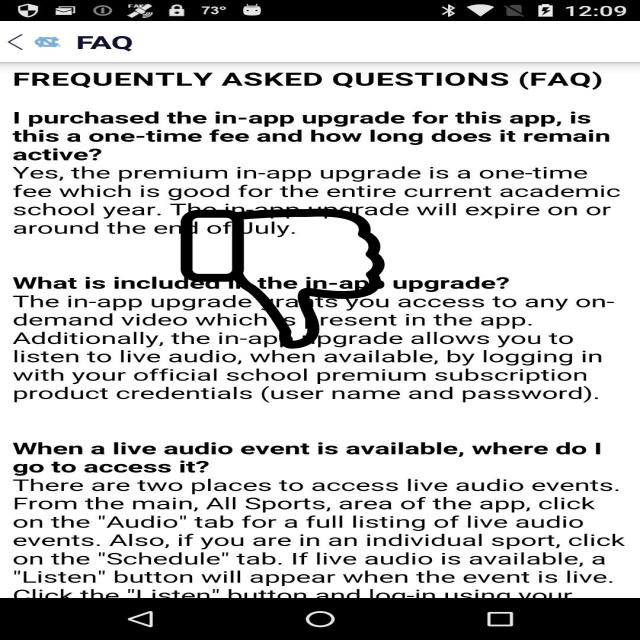 73° 12:09
FAQ
FREQUENTLY ASKED QUESTIONS (FAQ)
I purchased the in-app upgrade for this app, is
this a one-time fee and how long does it remain
active?
Yes, the premium in-app upgrade is a one-time
fee which is good for the entire current academic
school year. The in-app upgrade will expire on or
around the end of July.
What is included in the in-app upgrade?
The in-app upgrade grants you access to any on-
demand video which is present in the app.
Additionally, the in-app upgrade allows you to
listen to live audio, when available, by logging in
with your official school premium subscription
product credentials (user name and password).
When a live audio event is available, where do I
go to access it?
There are two places to access live audio events.
From the main, All Sports, area of the app, click
on the "Audio" tab for a full listing of live audio
events. Also, if you are in an individual sport, click
on the "Schedule" tab. If live audio is available, a
"Listen" button will appear when the event is live.
Click the "Listen" button and log-in using your